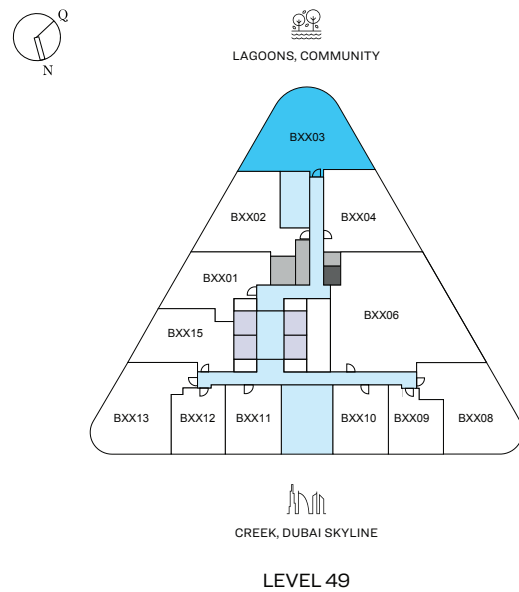 Q
N
LAGOONS, COMMUNITY
BXX03
BXX02
BXX04
BXX01
BXX06
BXX15
BXX13
BXX12
BXX11
BXX10
BXX09
BXX08
CREEK, DUBAI SKYLINE
LEVEL 49